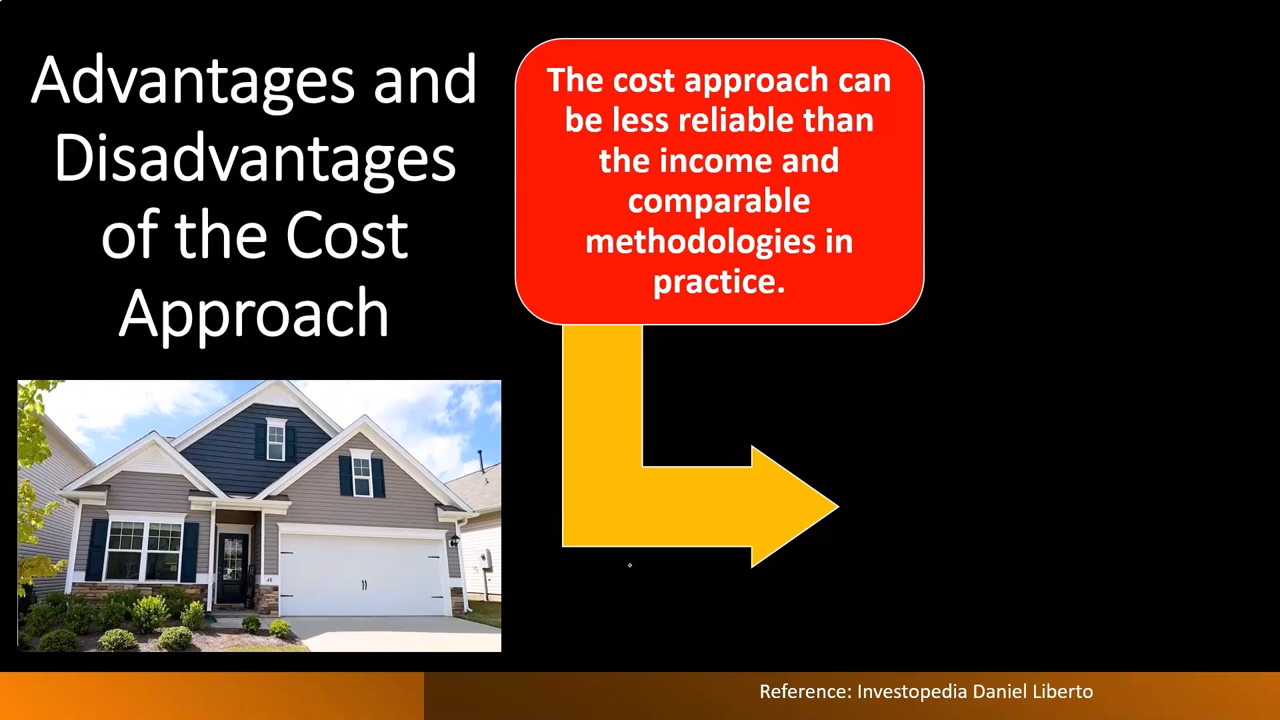 Advantages and
Disadvantages
of the Cost
Approach
The cost approach can
be less reliable than
the income and
comparable
methodologies in
practice.
Reference: Investopedia Daniel Liberto